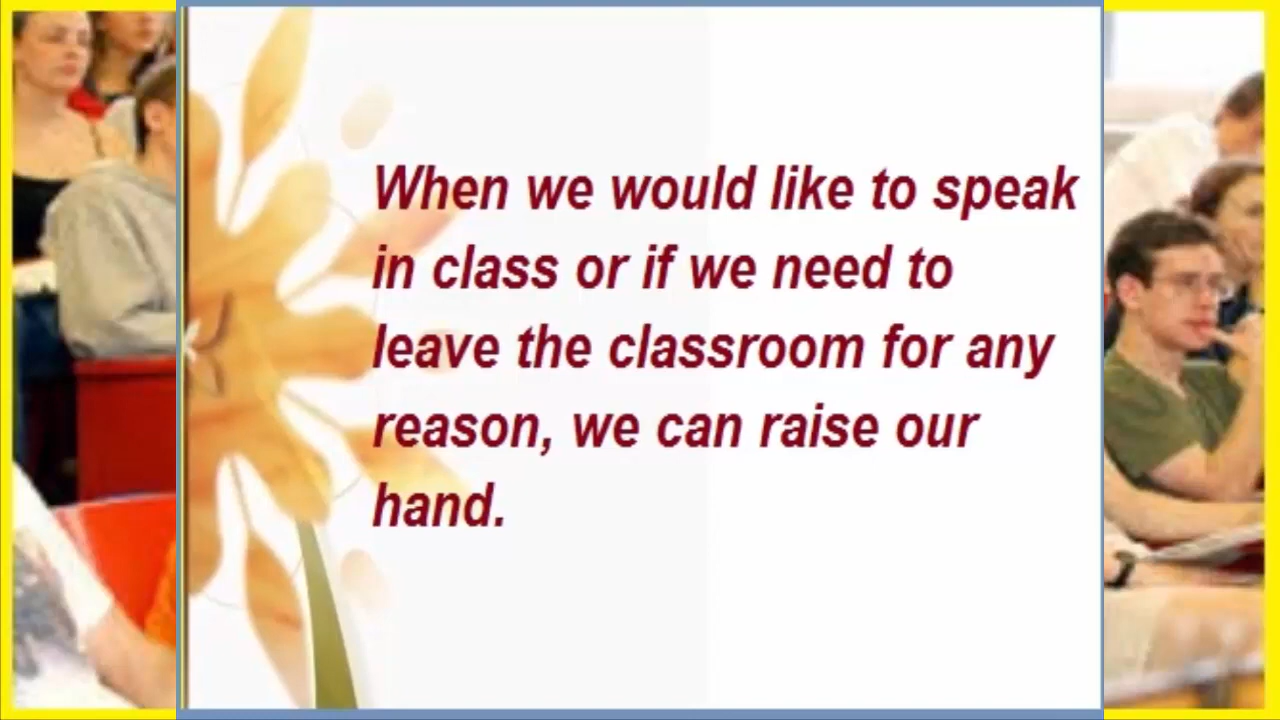 When we would like to speak
in class or if we need to
leave the classroom for any
reason, we can raise our
hand.